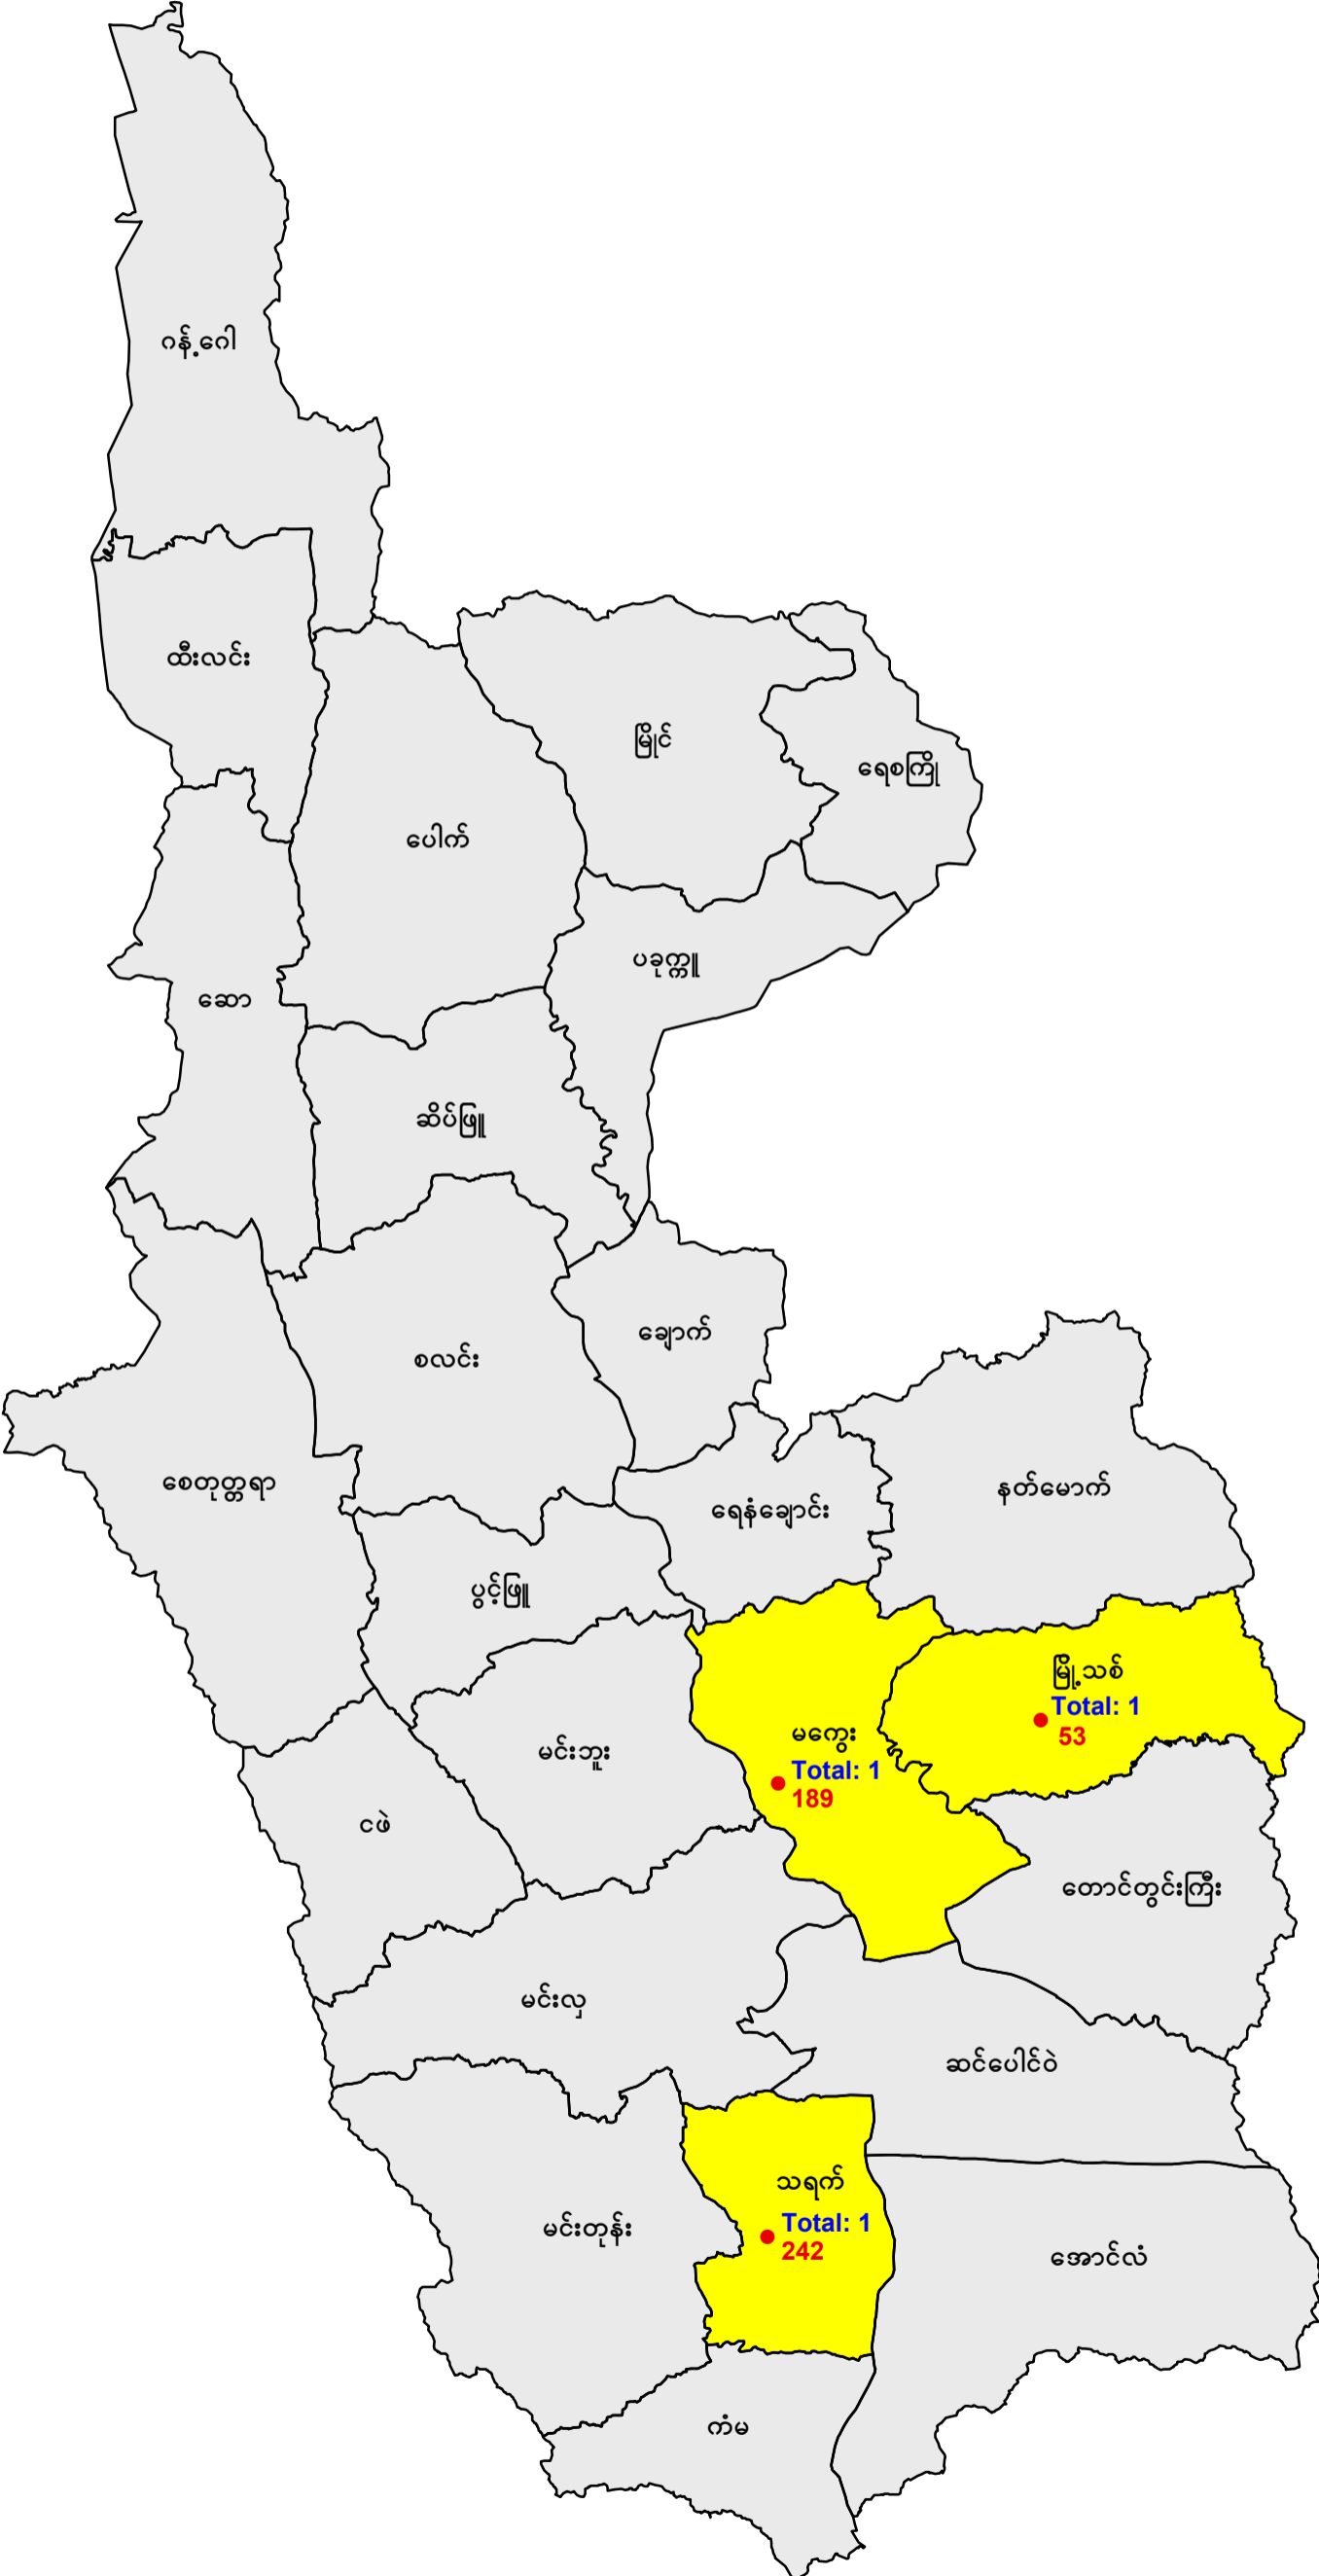 ဂန့်ဂေါ
ထီးလင်း
မြိုင်
ရေစကြို
ပေါက်
ပခုက္ကူ
ဆော
ဆိပ်ဖြူ
ချောက်
စလင်း
စေတုတ္တရာ
ရေနံချောင်း
နတ်မောက်
ပွင့်ဖြူ
မြို့သစ်
Total: 1
53
မကွေး
Total: 1
189
မင်းဘူး
ငဖဲ
တောင်တွင်းကြီး
မင်းလှ
ဆင်ပေါင်ဝဲ
သရက်
Total: 1
242
မင်းတုန်း
အောင်လံ
ကံမ